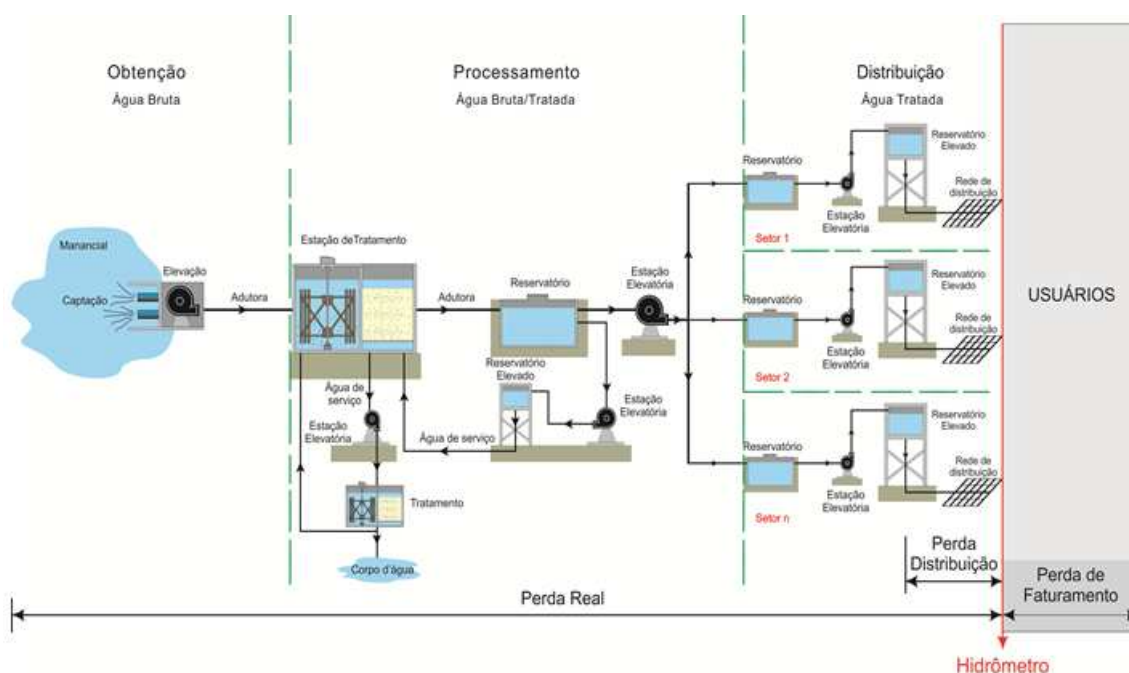 Obtenção
Água Bruta
Processamento
Água Bruta/Tratada
Distribuição
Água Tratada
Manancial
Captação
Elevação
Adutora
Estação de Tratamento
Adutora
Reservatório
Estação
Elevatória
Água de
serviço
Estação
Elevatória
Tratamento
Corpo d'água
Água de serviço
Reservatório
Elevado
Estação
Elevatória
Reservatório
Setor 1
Estação
Elevatória
Reservatório
Elevado
Rede de
distribuição
Reservatório
Setor 2
Estação
Elevatória
Reservatório
Elevado
Rede de
distribuição
Reservatório
Setor n
Estação
Elevatória
Reservatório
Elevado
Rede de
distribuição
USUÁRIOS
Perda
Distribuição
Perda Real
Perda de
Faturamento
Hidrômetro